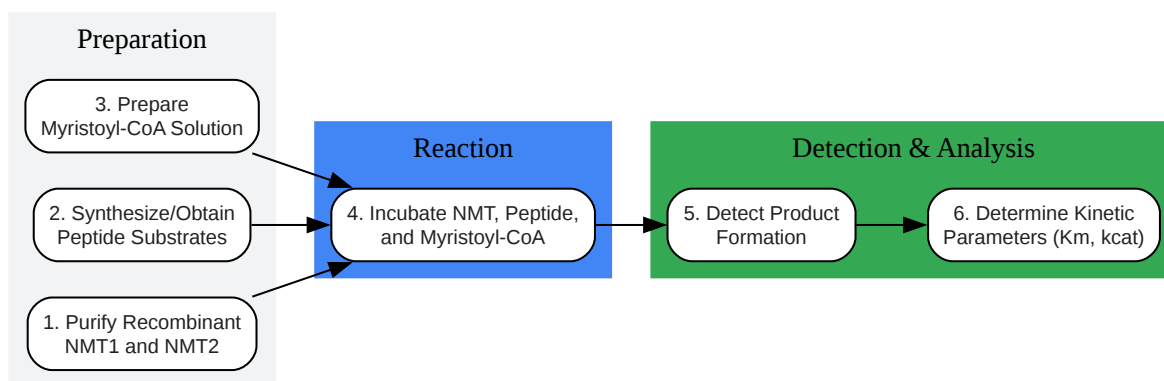 Preparation
3. Prepare
Myristoyl-CoA Solution
2. Synthesize/Obtain
Peptide Substrates
1. Purify Recombinant
NMT1 and NMT2
Reaction
4. Incubate NMT, Peptide,
and Myristoyl-CoA
Detection & Analysis
5. Detect Product
Formation
6. Determine Kinetic
Parameters (Km, kcat)